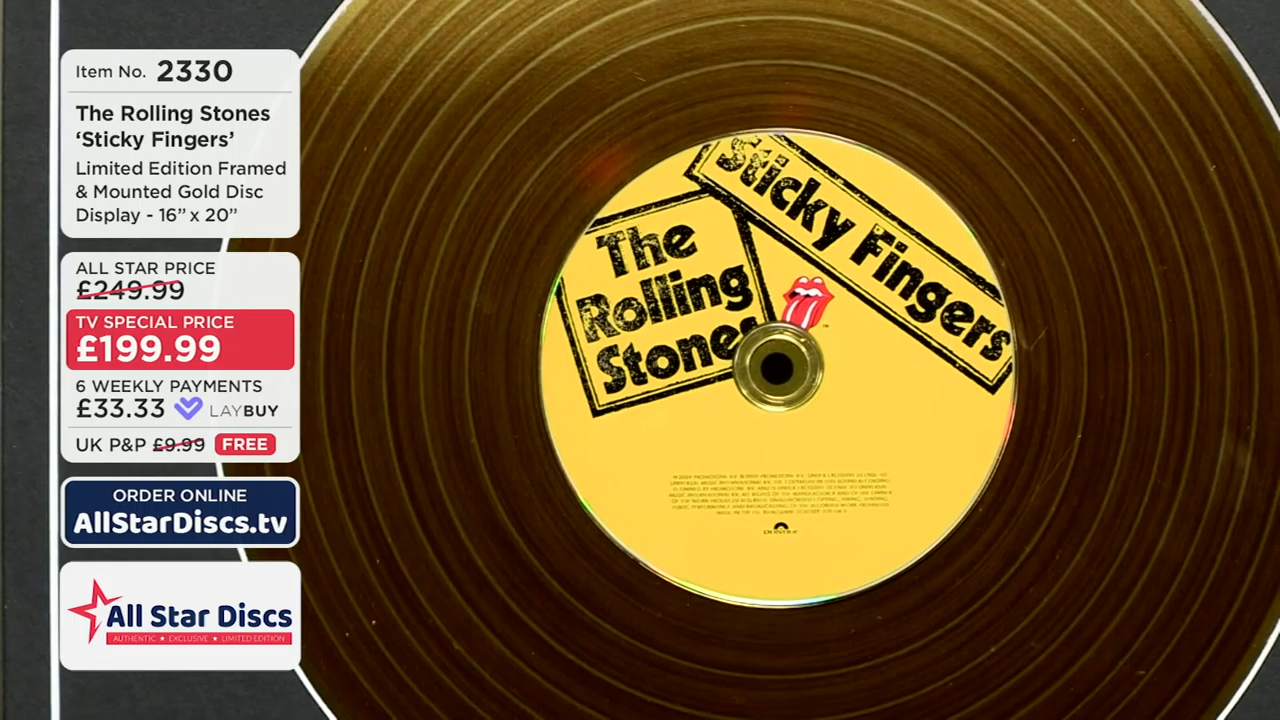 Item No. 2330
The Rolling Stones
‘Sticky Fingers’
Limited Edition Framed
& Mounted Gold Disc
Display - 16” x 20”
ALL STAR PRICE
£249.99
TV SPECIAL PRICE
£199.99
6 WEEKLY PAYMENTS
£33.33 LAYBUY
UK P&P £9.99 FREE
ORDER ONLINE
AllStarDiscs.tv
All Star Discs
AUTHENTIC ★ EXCLUSIVE ★ LIMITED EDITION
Sticky Fingers
The
Rolling
Stones